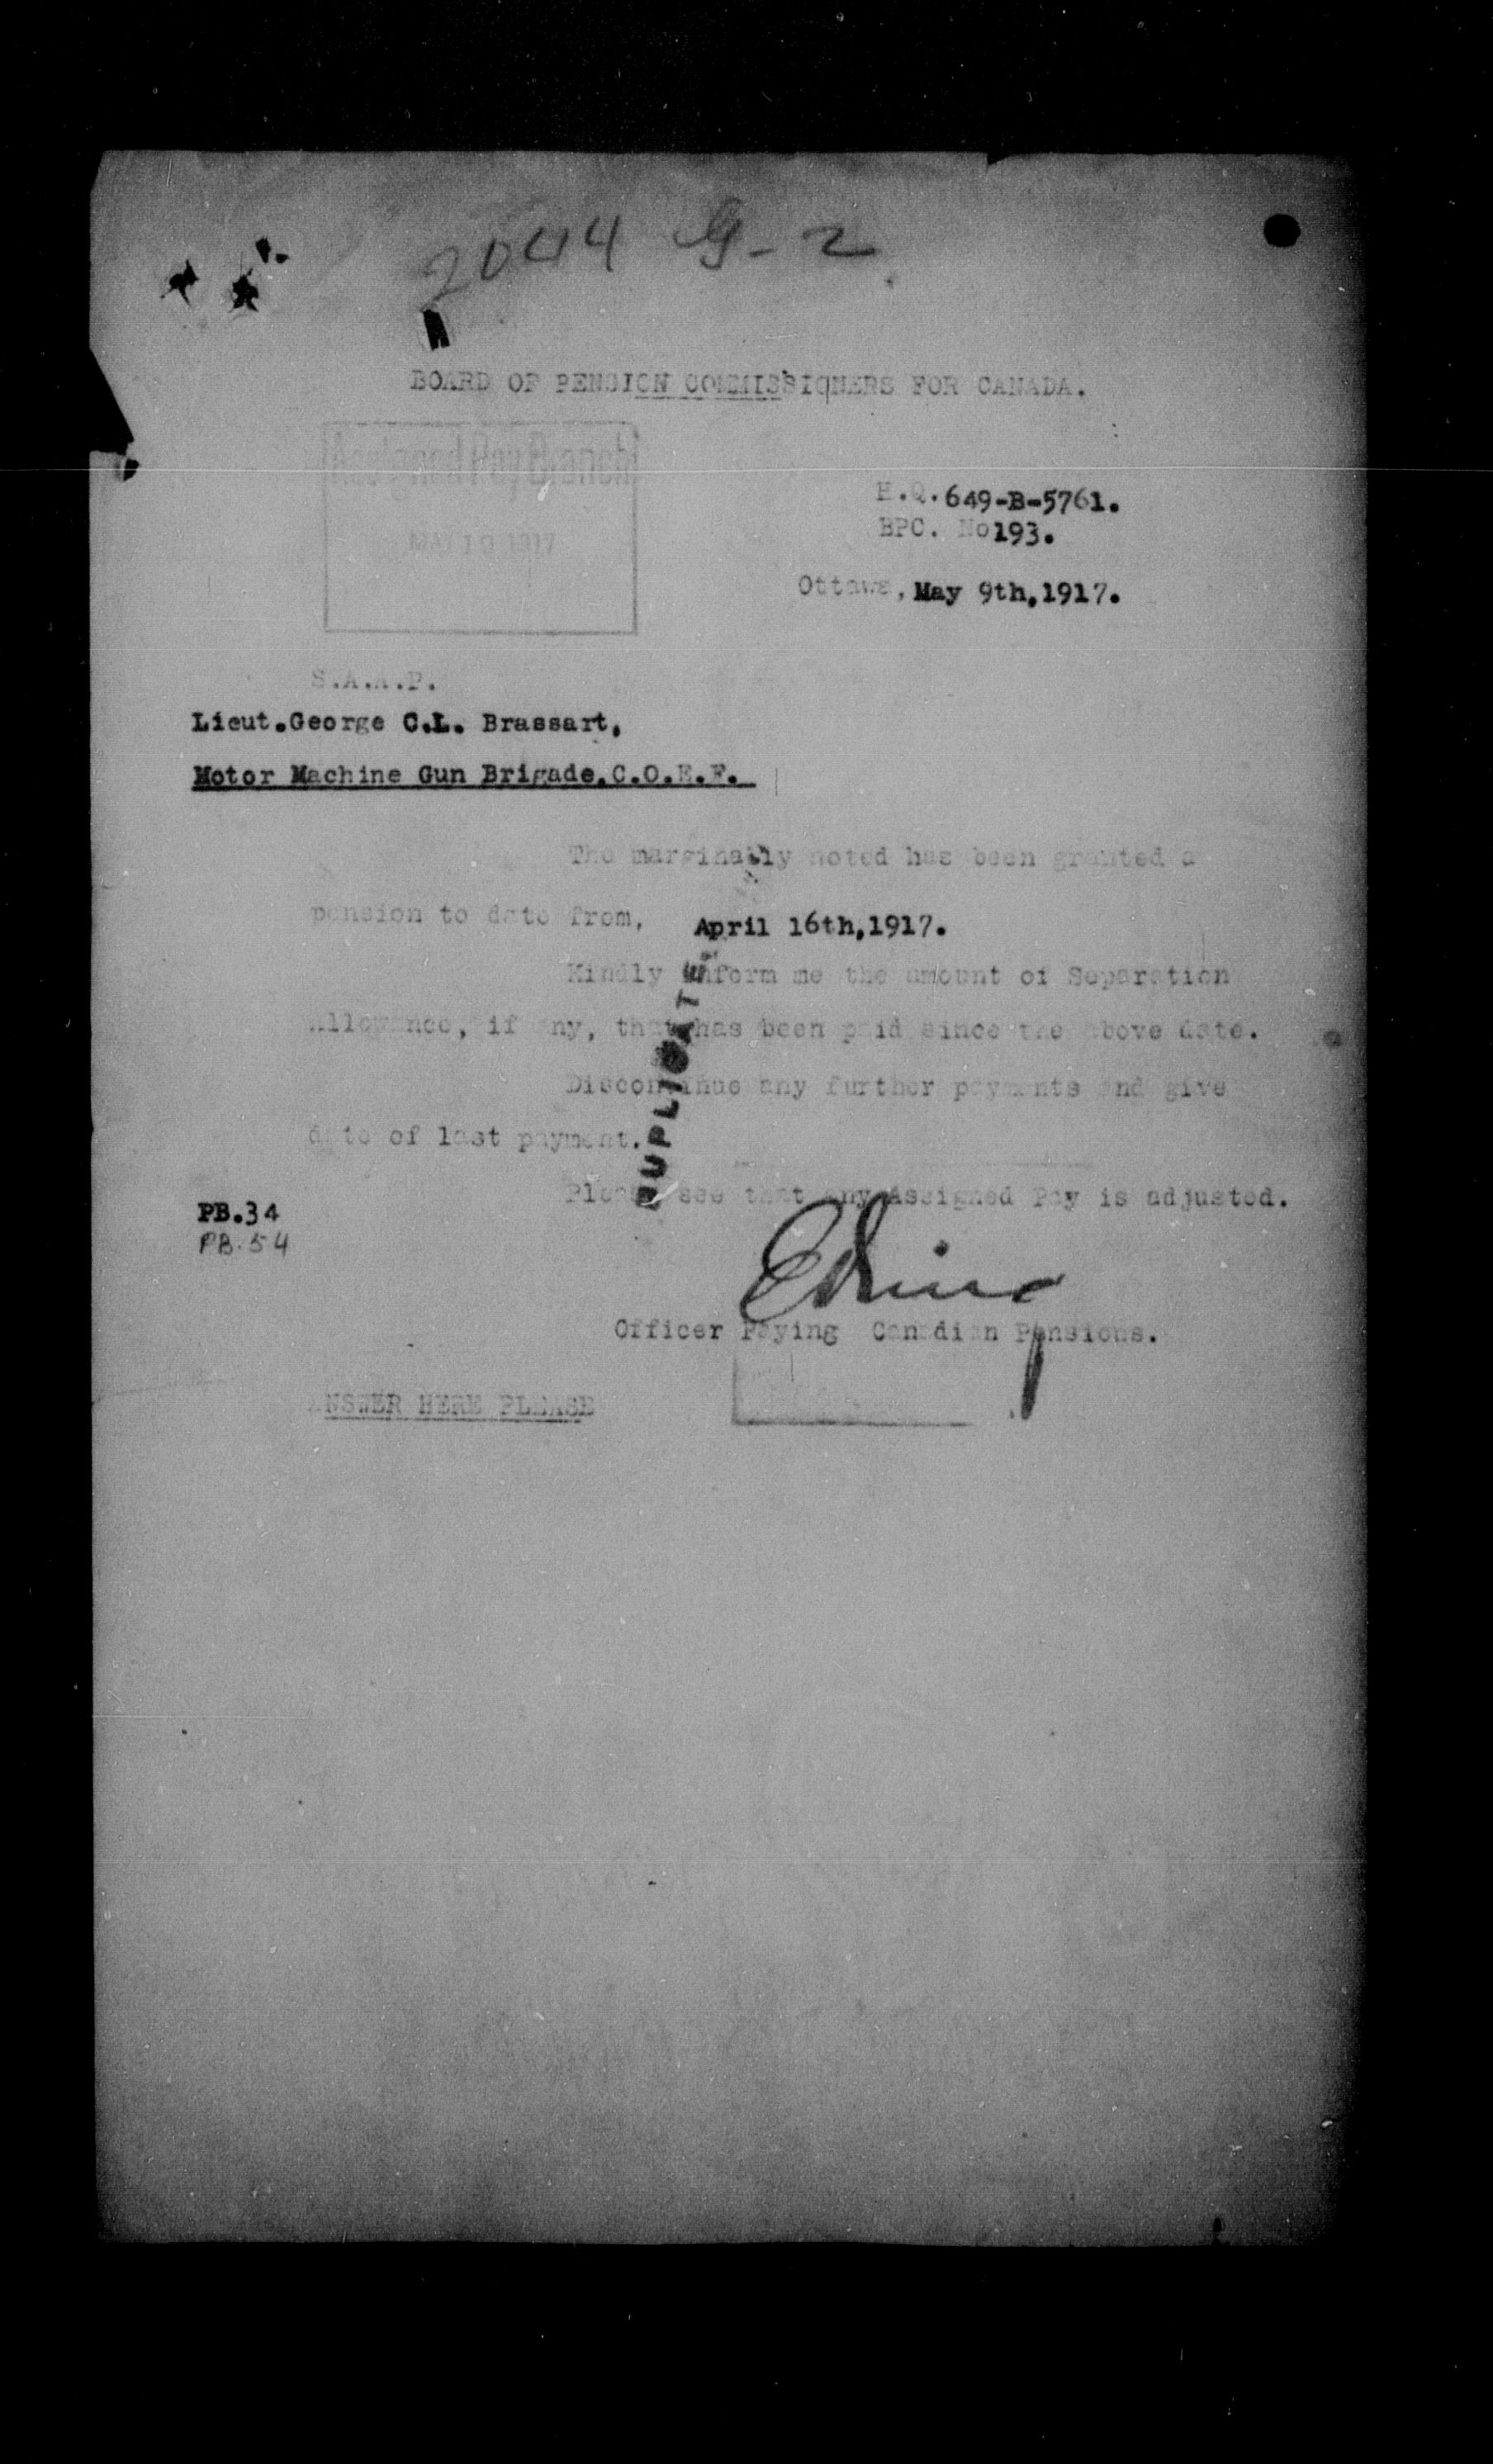 2044 G-2
BOARD OF PENSION COMMISSIONERS FOR CANADA.
Assigned Pay Branch
MAY 10 1917
H.Q. 649-B-5761.
BPC. No 193.
Ottawa, May 9th, 1917.
S.A.A.P.
Lieut. George C.L. Brassart,
Motor Machine Gun Brigade. C.O.E.F.
The marginally noted has been granted a
pension to date from, April 16th, 1917.
Kindly inform me the amount of Separation
Allowance, if any, that has been paid since the above date.
Discontinue any further payments and give
date of last payment.
Please see that any Assigned Pay is adjusted.
DUPLICATE.
PB.34
PB.54
Officer Paying Canadian Pensions.
ANSWER HERE PLEASE